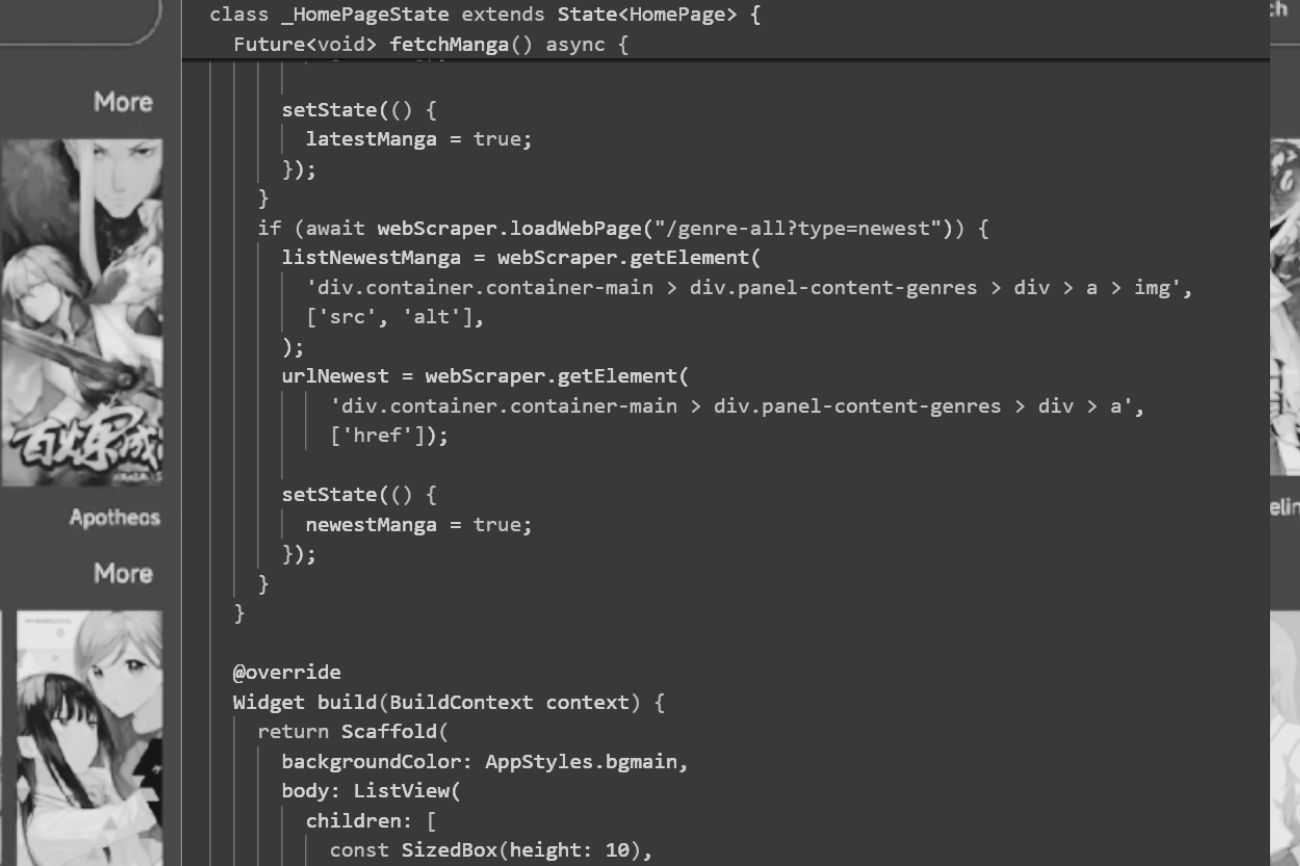 class _HomePageState extends State<HomePage> {
Future<void> fetchManga() async {
setState(() {
latestManga = true;
});
}
if (await webScraper.loadWebPage("/genre-all?type=newest")) {
listNewestManga = webScraper.getElement(
'div.container.container-main > div.panel-content-genres > div > a > img',
['src', 'alt'],
);
urlNewest = webScraper.getElement(
'div.container.container-main > div.panel-content-genres > div > a',
['href']);
setState(() {
newestManga = true;
});
}
}
@override
Widget build(BuildContext context) {
return Scaffold(
backgroundColor: AppStyles.bgmain,
body: ListView(
children: [
const SizedBox(height: 10),
More
百炼成
Apotheos
More
ch
elin